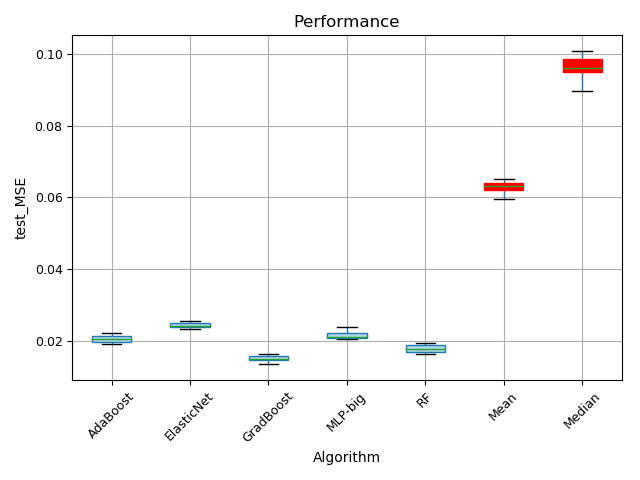 Performance
test_MSE
0.10
0.08
0.06
0.04
0.02
AdaBoost
ElasticNet
GradBoost
MLP-big
RF
Mean
Median
Algorithm